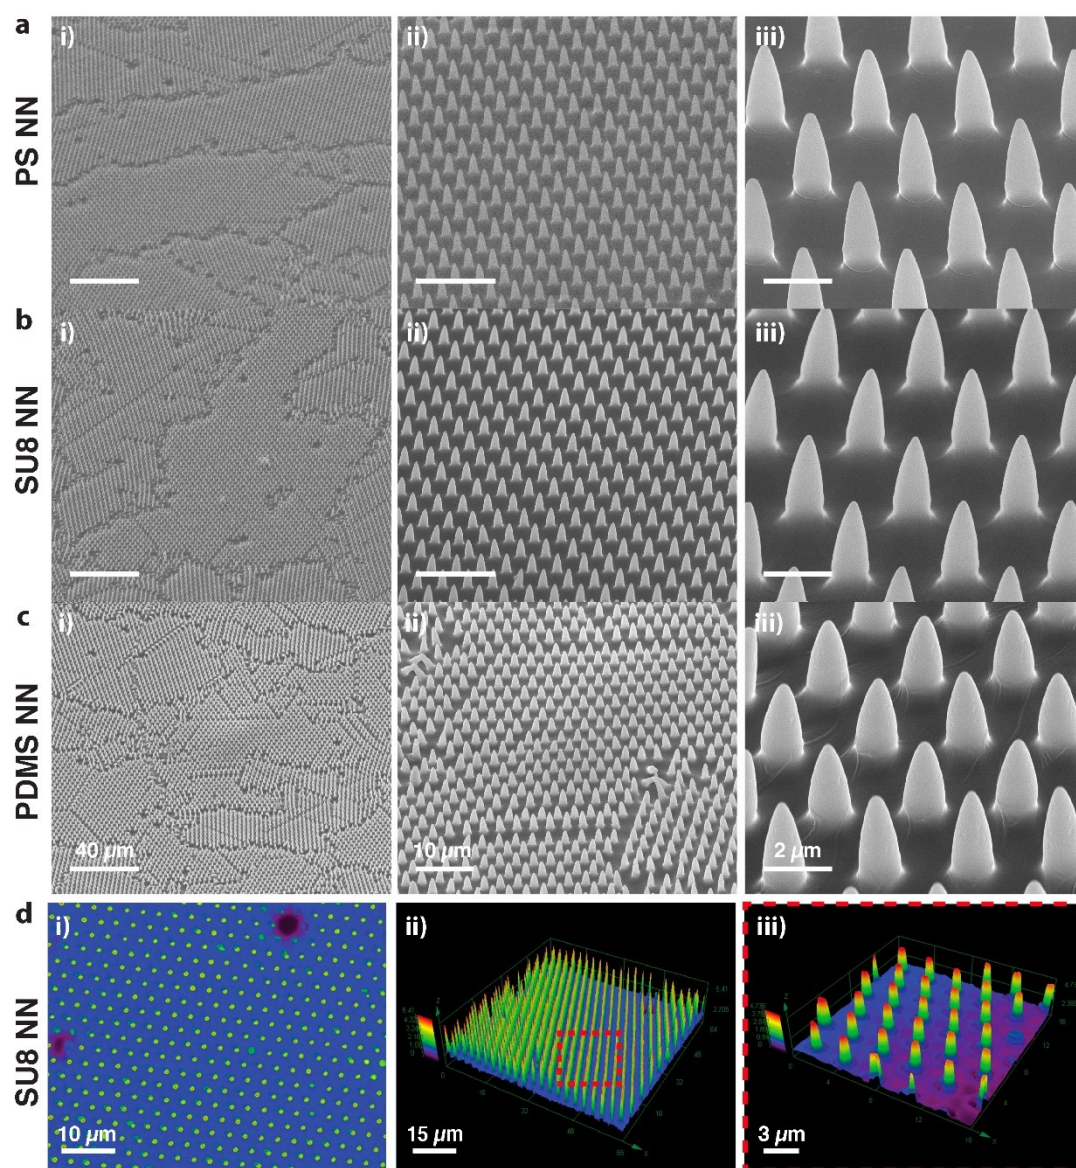 a
PS NN
i)
ii)
iii)
b
SU8 NN
i)
ii)
iii)
c
PDMS NN
i)
ii)
iii)
40 µm
10 µm
2 µm
d
SU8 NN
i)
ii)
iii)
10 µm
15 µm
3 µm